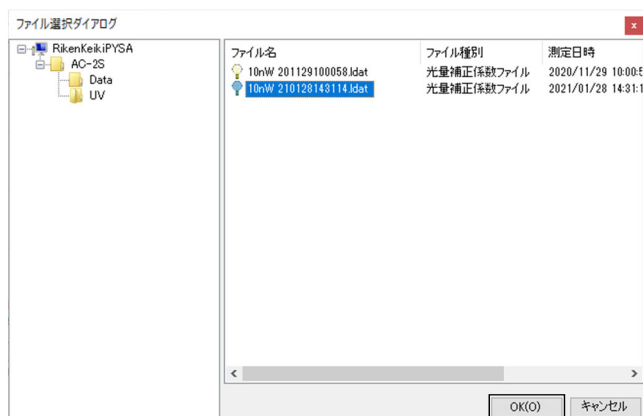 ファイル選択ダイアログ
RikenKeikiPYSA
AC-2S
Data
UV
ファイル名 ファイル種別 測定日時
10nW 201129100058.ldat 光量補正係数ファイル 2020/11/29 10:00:5
10nW 210128143114.ldat 光量補正係数ファイル 2021/01/28 14:31:1
OK(O) キャンセル